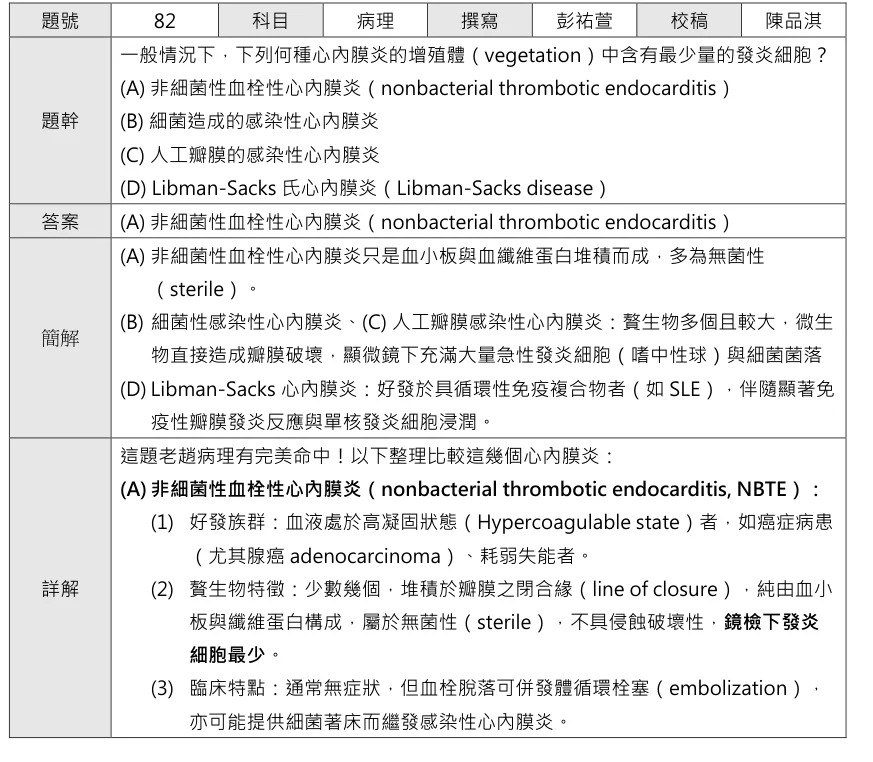 題號 82 科目 病理 撰寫 彭祐萱 校稿 陳品淇
題幹
一般情況下，下列何種心內膜炎的增殖體（vegetation）中含有最少量的發炎細胞？
(A) 非細菌性血栓性心內膜炎（nonbacterial thrombotic endocarditis）
(B) 細菌造成的感染性心內膜炎
(C) 人工瓣膜的感染性心內膜炎
(D) Libman-Sacks 氏心內膜炎（Libman-Sacks disease）
答案 (A) 非細菌性血栓性心內膜炎（nonbacterial thrombotic endocarditis）
簡解
(A) 非細菌性血栓性心內膜炎只是血小板與血纖維蛋白堆積而成，多為無菌性
（sterile）。
(B) 細菌性感染性心內膜炎、(C) 人工瓣膜感染性心內膜炎：贅生物多個且較大，微生
物直接造成瓣膜破壞，顯微鏡下充滿大量急性發炎細胞（嗜中性球）與細菌菌落
(D) Libman-Sacks 心內膜炎：好發於具循環性免疫複合物者（如 SLE），伴隨顯著免
疫性瓣膜發炎反應與單核發炎細胞浸潤。
詳解
這題老趙病理有完美命中！以下整理比較這幾個心內膜炎：
(A) 非細菌性血栓性心內膜炎（nonbacterial thrombotic endocarditis, NBTE）：
(1) 好發族群：血液處於高凝固狀態（Hypercoagulable state）者，如癌症病患
（尤其腺癌 adenocarcinoma）、耗弱失能者。
(2) 贅生物特徵：少數幾個，堆積於瓣膜之閉合緣（line of closure），純由血小
板與纖維蛋白構成，屬於無菌性（sterile），不具侵蝕破壞性，鏡檢下發炎
細胞最少。
(3) 臨床特點：通常無症狀，但血栓脫落可併發體循環栓塞（embolization），
亦可能提供細菌著床而繼發感染性心內膜炎。